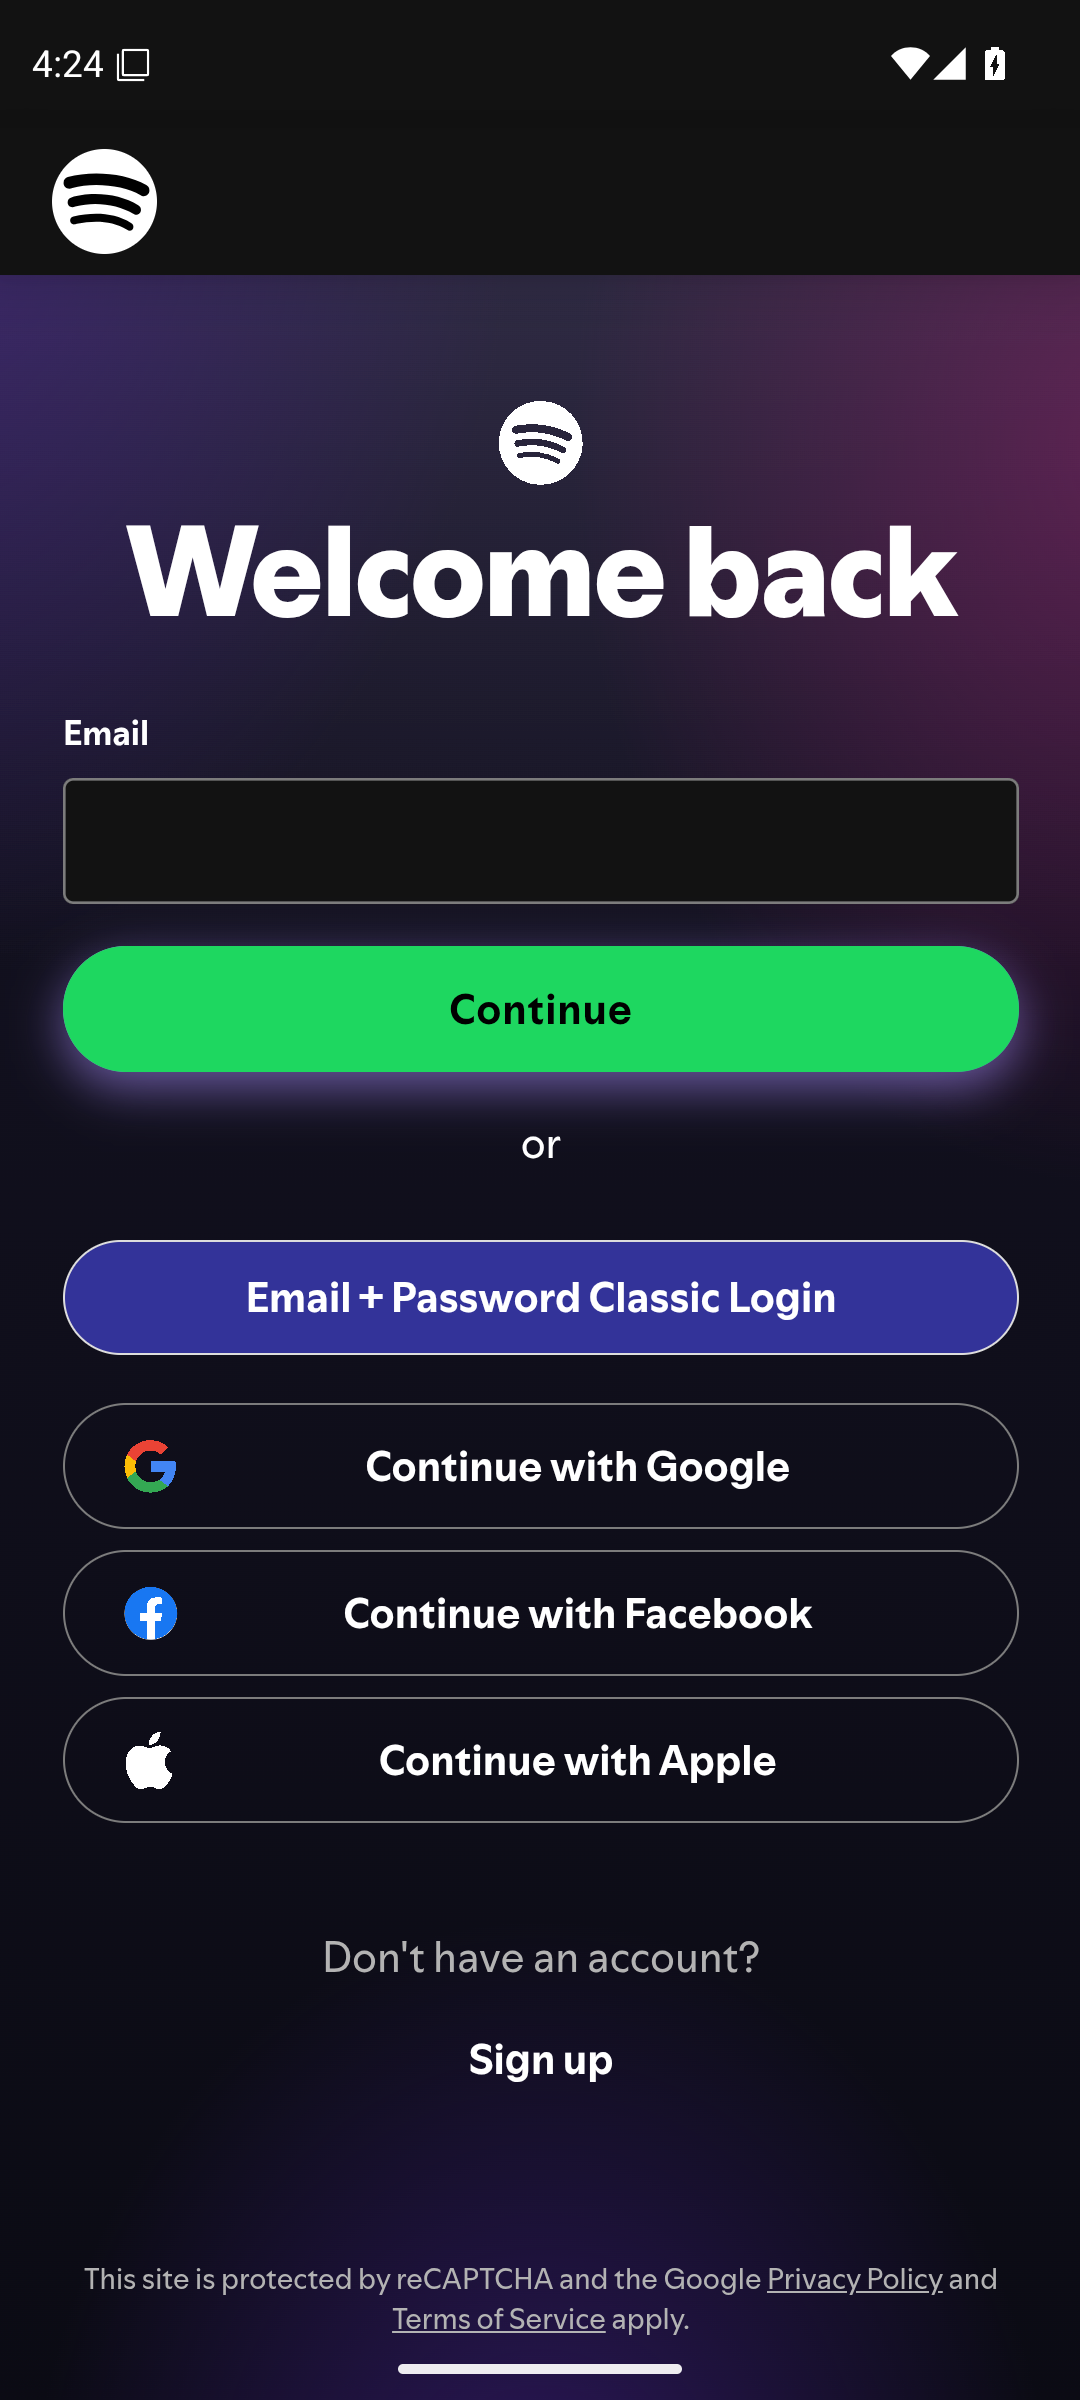 4:24
Welcome back
Email
Continue
or
Email + Password Classic Login
Continue with Google
Continue with Facebook
Continue with Apple
Don't have an account?
Sign up
This site is protected by reCAPTCHA and the Google Privacy Policy and
Terms of Service apply.